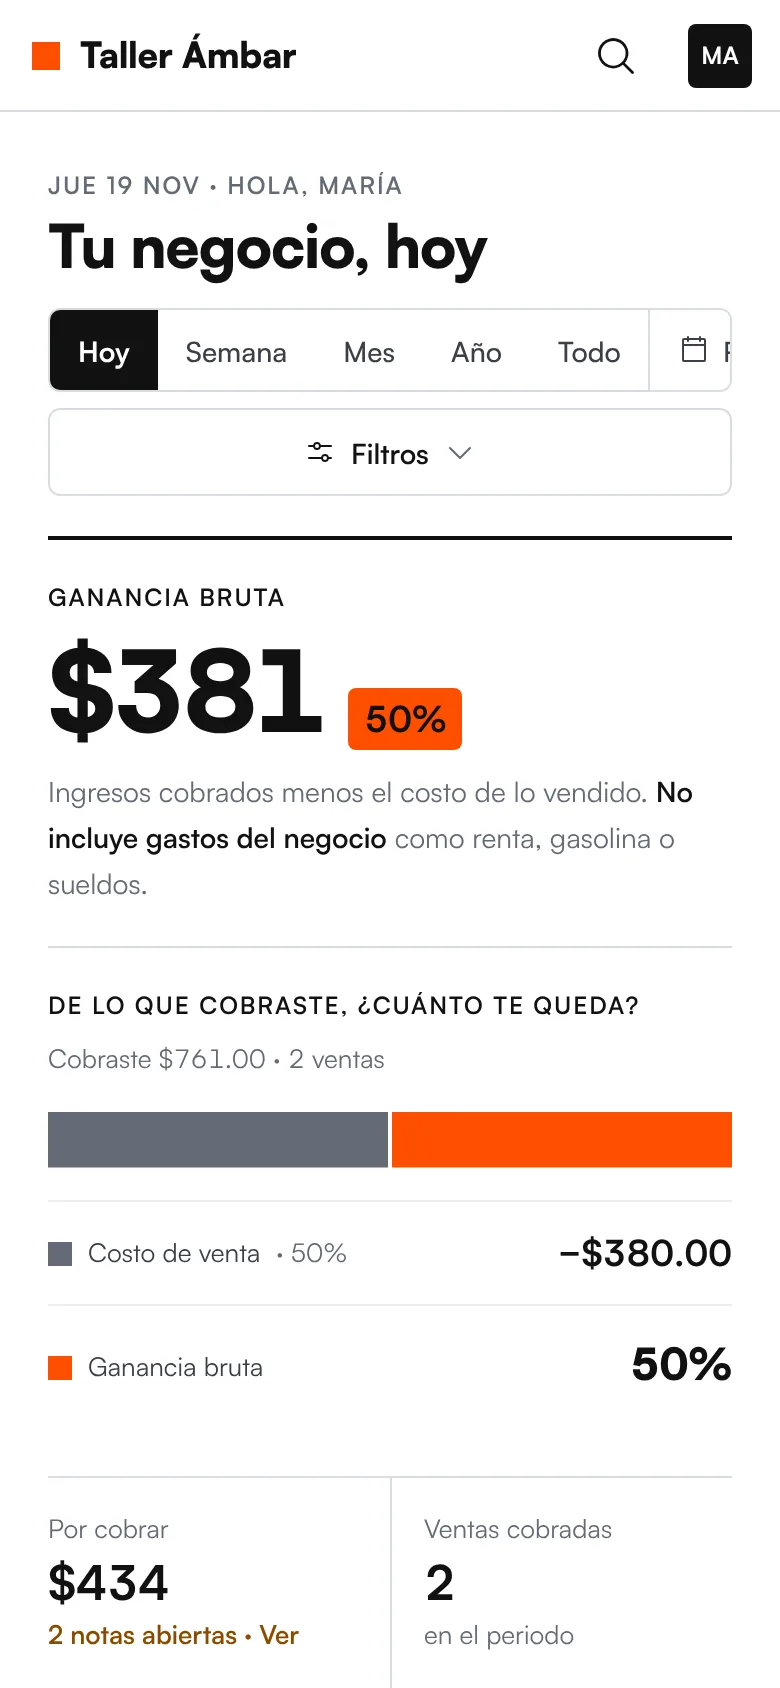 Taller Ámbar
MA
JUE 19 NOV · HOLA, MARÍA
Tu negocio, hoy
Hoy
Semana
Mes
Año
Todo
Filtros
GANANCIA BRUTA
$381
50%
Ingresos cobrados menos el costo de lo vendido. No
incluye gastos del negocio como renta, gasolina o
sueldos.
DE LO QUE COBRASTE, ¿CUÁNTO TE QUEDA?
Cobraste $761.00 · 2 ventas
Costo de venta · 50%
−$380.00
Ganancia bruta
50%
Por cobrar
$434
2 notas abiertas · Ver
Ventas cobradas
2
en el periodo